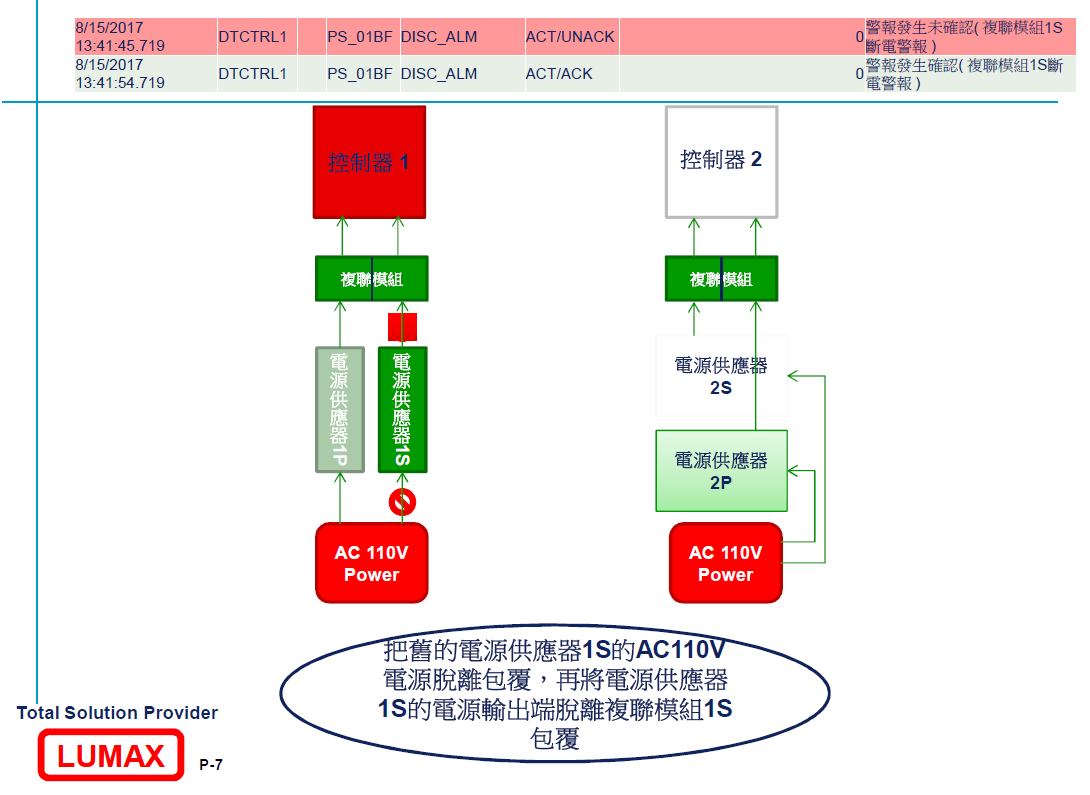 8/15/2017
13:41:45.719
DTCTRL1
PS_01BF
DISC_ALM
ACT/UNACK
0
警報發生未確認( 複聯模組1S
斷電警報 )
8/15/2017
13:41:54.719
DTCTRL1
PS_01BF
DISC_ALM
ACT/ACK
0
警報發生確認( 複聯模組1S斷
電警報 )
控制器 1
控制器 2
複聯模組
複聯模組
電源供應器1P
電源供應器1S
電源供應器
2S
電源供應器
2P
AC 110V
Power
AC 110V
Power
把舊的電源供應器1S的AC110V
電源脫離包覆，再將電源供應器
1S的電源輸出端脫離複聯模組1S
包覆
Total Solution Provider
LUMAX
P-7